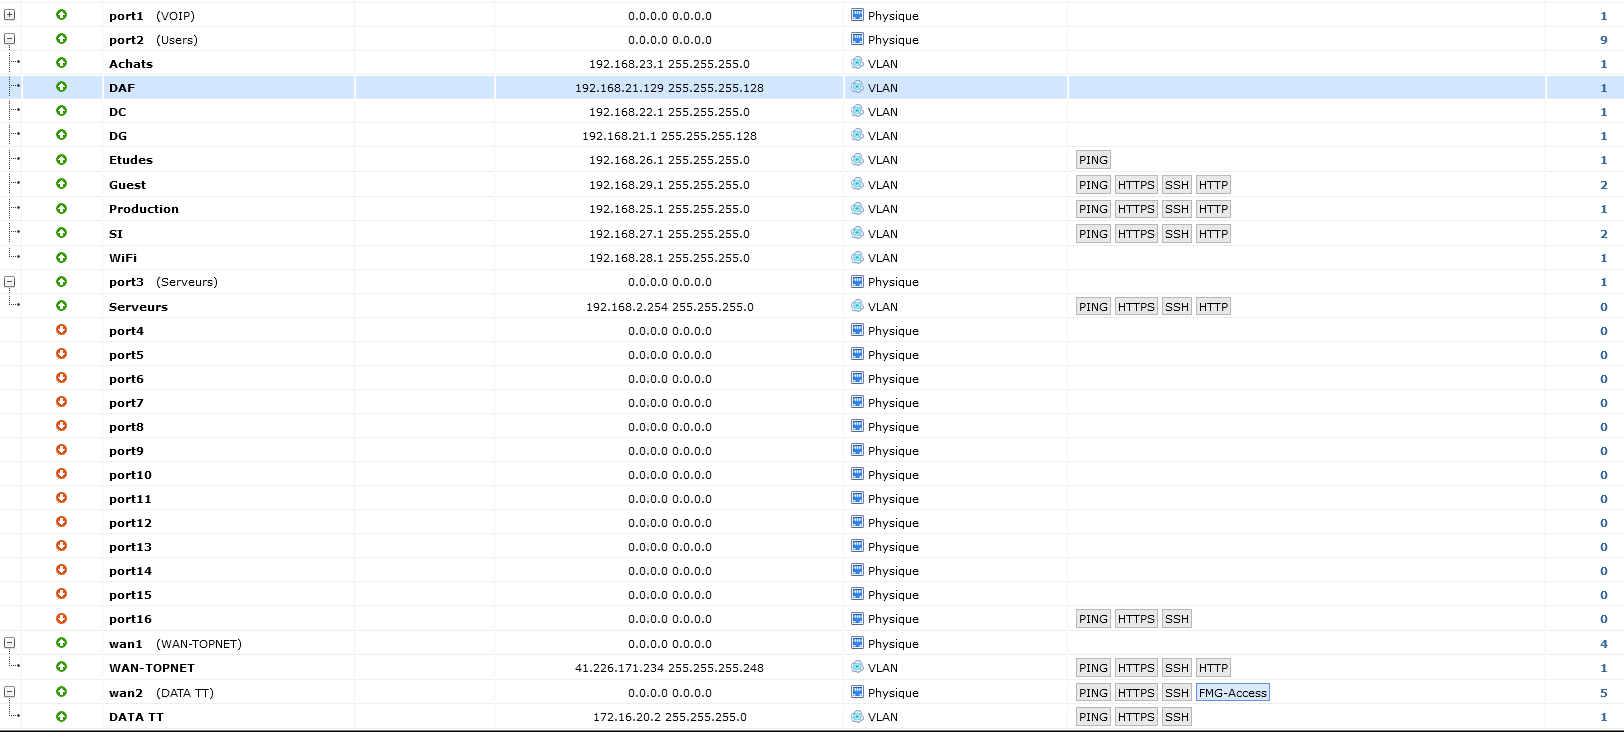 port1 (VOIP) 0.0.0.0 0.0.0.0 Physique 1
port2 (Users) 0.0.0.0 0.0.0.0 Physique 9
Achats 192.168.23.1 255.255.255.0 VLAN 1
DAF 192.168.21.129 255.255.255.128 VLAN 1
DC 192.168.22.1 255.255.255.0 VLAN 1
DG 192.168.21.1 255.255.255.128 VLAN 1
Etudes 192.168.26.1 255.255.255.0 VLAN PING 1
Guest 192.168.29.1 255.255.255.0 VLAN PING HTTPS SSH HTTP 2
Production 192.168.25.1 255.255.255.0 VLAN PING HTTPS SSH HTTP 1
SI 192.168.27.1 255.255.255.0 VLAN PING HTTPS SSH HTTP 2
WiFi 192.168.28.1 255.255.255.0 VLAN 1
port3 (Serveurs) 0.0.0.0 0.0.0.0 Physique 1
Serveurs 192.168.2.254 255.255.255.0 VLAN PING HTTPS SSH HTTP 0
port4 0.0.0.0 0.0.0.0 Physique 0
port5 0.0.0.0 0.0.0.0 Physique 0
port6 0.0.0.0 0.0.0.0 Physique 0
port7 0.0.0.0 0.0.0.0 Physique 0
port8 0.0.0.0 0.0.0.0 Physique 0
port9 0.0.0.0 0.0.0.0 Physique 0
port10 0.0.0.0 0.0.0.0 Physique 0
port11 0.0.0.0 0.0.0.0 Physique 0
port12 0.0.0.0 0.0.0.0 Physique 0
port13 0.0.0.0 0.0.0.0 Physique 0
port14 0.0.0.0 0.0.0.0 Physique 0
port15 0.0.0.0 0.0.0.0 Physique 0
port16 0.0.0.0 0.0.0.0 Physique PING HTTPS SSH 0
wan1 (WAN-TOPNET) 0.0.0.0 0.0.0.0 Physique 4
WAN-TOPNET 41.226.171.234 255.255.255.248 VLAN PING HTTPS SSH HTTP 1
wan2 (DATA TT) 0.0.0.0 0.0.0.0 Physique PING HTTPS SSH FMG-Access 5
DATA TT 172.16.20.2 255.255.255.0 VLAN PING HTTPS SSH 1